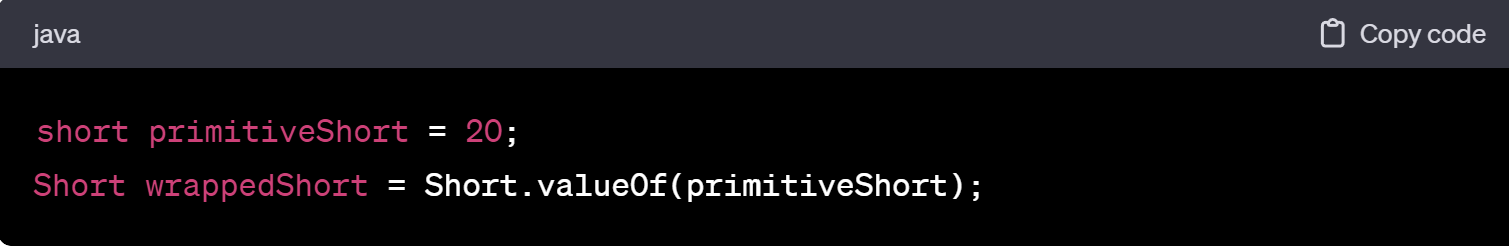 java
Copy code
short primitiveShort = 20;
Short wrappedShort = Short.valueOf(primitiveShort);